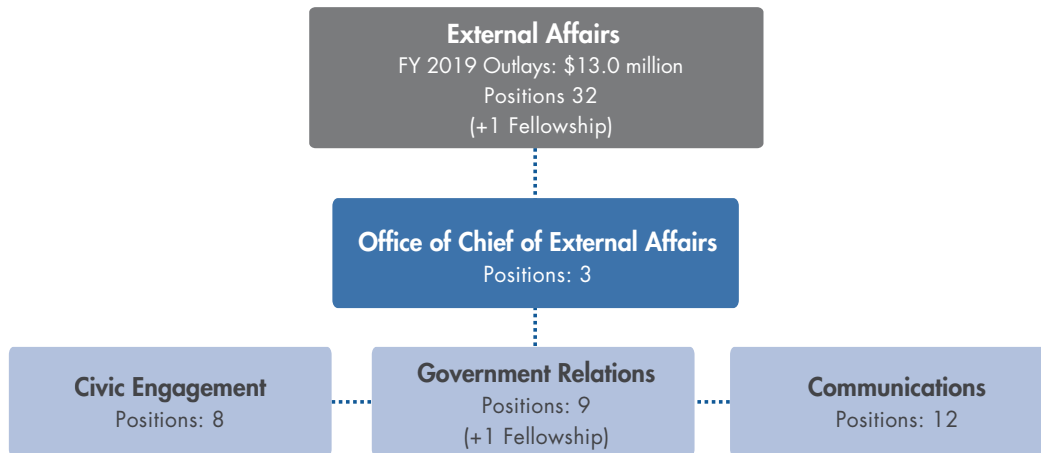 External Affairs
FY 2019 Outlays: $13.0 million
Positions 32
(+1 Fellowship)
Office of Chief of External Affairs
Positions: 3
Civic Engagement
Positions: 8
Government Relations
Positions: 9
(+1 Fellowship)
Communications
Positions: 12